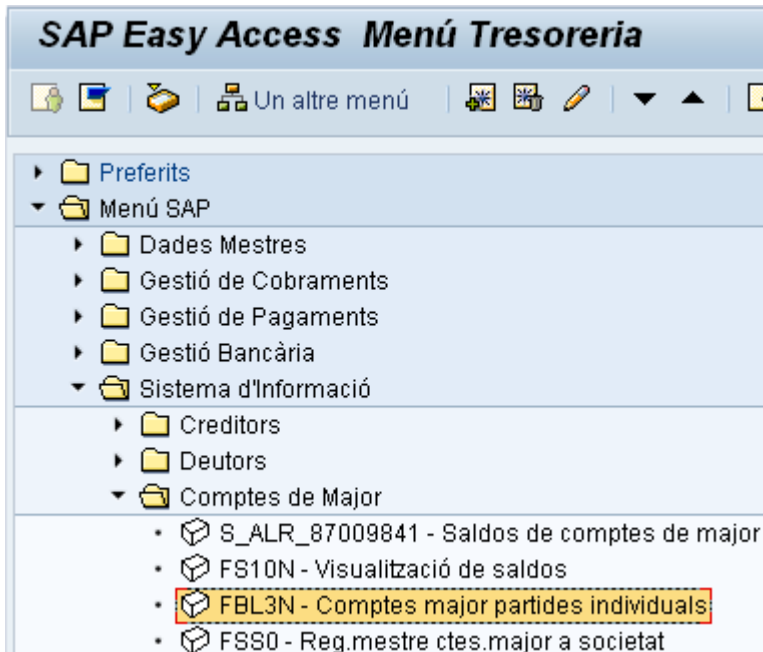 SAP Easy Access Menú Tresoreria
Un altre menú
Preferits
Menú SAP
Dades Mestres
Gestió de Cobraments
Gestió de Pagaments
Gestió Bancària
Sistema d'Informació
Creditors
Deutors
Comptes de Major
S_ALR_87009841 - Saldos de comptes de major
FS10N - Visualització de saldos
FBL3N - Comptes major partides individuals
FSS0 - Reg.mestre ctes.major a societat